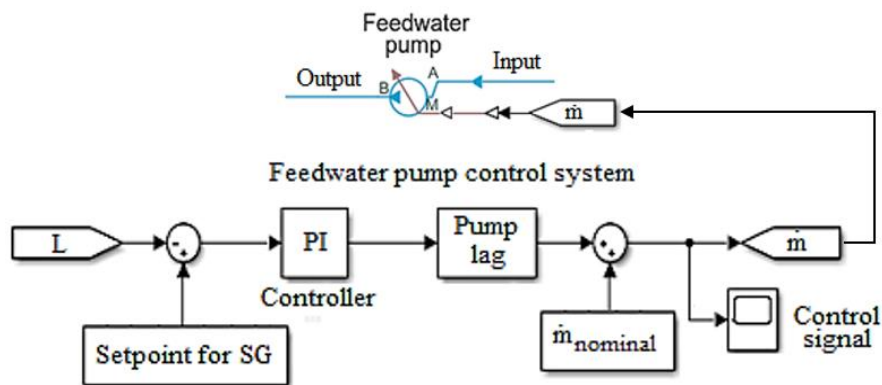 Feedwater
pump
Output
B
A
Input
M
ṁ
Feedwater pump control system
L
-
+
PI
Pump
lag
+
+
ṁ
Controller
Setpoint for SG
ṁnominal
Control
signal